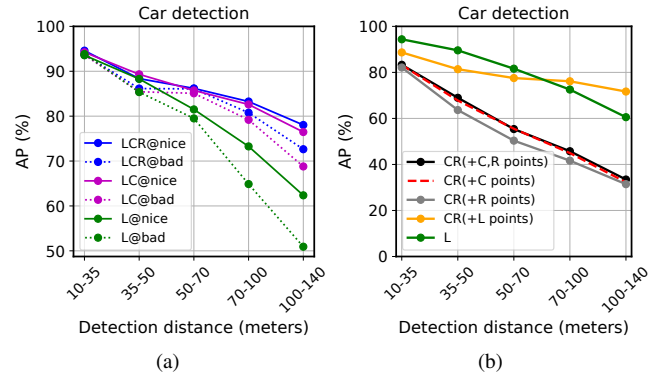 Car detection
AP (%)
100
90
80
70
60
50
LCR@nice
LCR@bad
LC@nice
LC@bad
L@nice
L@bad
10-35
35-50
50-70
70-100
100-140
Detection distance (meters)
(a)
Car detection
AP (%)
100
80
60
40
20
0
CR(+C,R points)
CR(+C points)
CR(+R points)
CR(+L points)
L
10-35
35-50
50-70
70-100
100-140
Detection distance (meters)
(b)